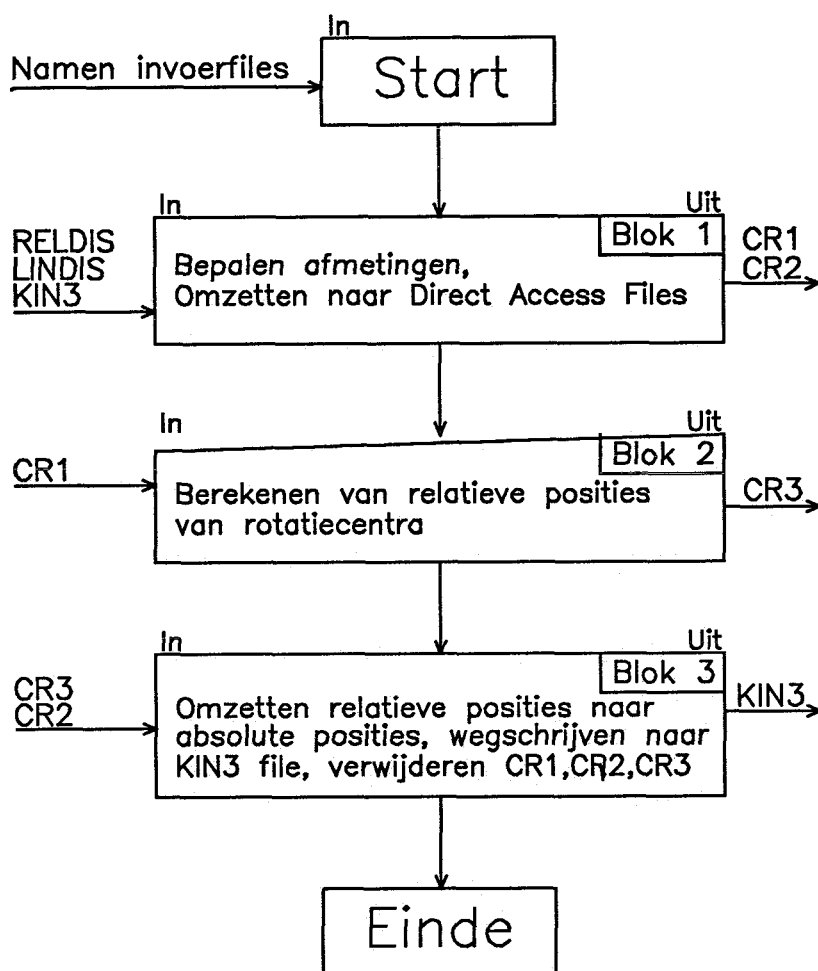 In
Namen invoerfiles
Start
In
Uit
RELDIS
LINDIS
KIN3
Blok 1
Bepalen afmetingen,
Omzetten naar Direct Access Files
CR1
CR2
In
Uit
CR1
Blok 2
Berekenen van relatieve posities
van rotatiecentra
CR3
In
Uit
CR3
CR2
Blok 3
Omzetten relatieve posities naar
absolute posities, wegschrijven naar
KIN3 file, verwijderen CR1,CR2,CR3
KIN3
Einde